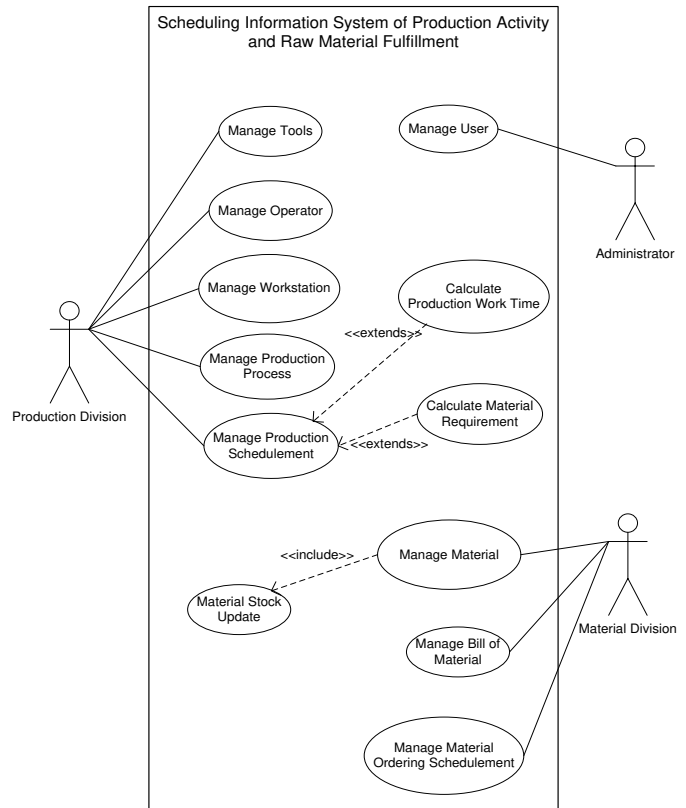 Scheduling Information System of Production Activity
and Raw Material Fulfillment
Manage Tools
Manage User
Manage Operator
Administrator
Manage Workstation
Calculate
Production Work Time
<<extends>>
Manage Production
Process
Production Division
Calculate Material
Requirement
Manage Production
Schedulement
<<extends>>
<<include>>
Manage Material
Material Stock
Update
Material Division
Manage Bill of
Material
Manage Material
Ordering Schedulement